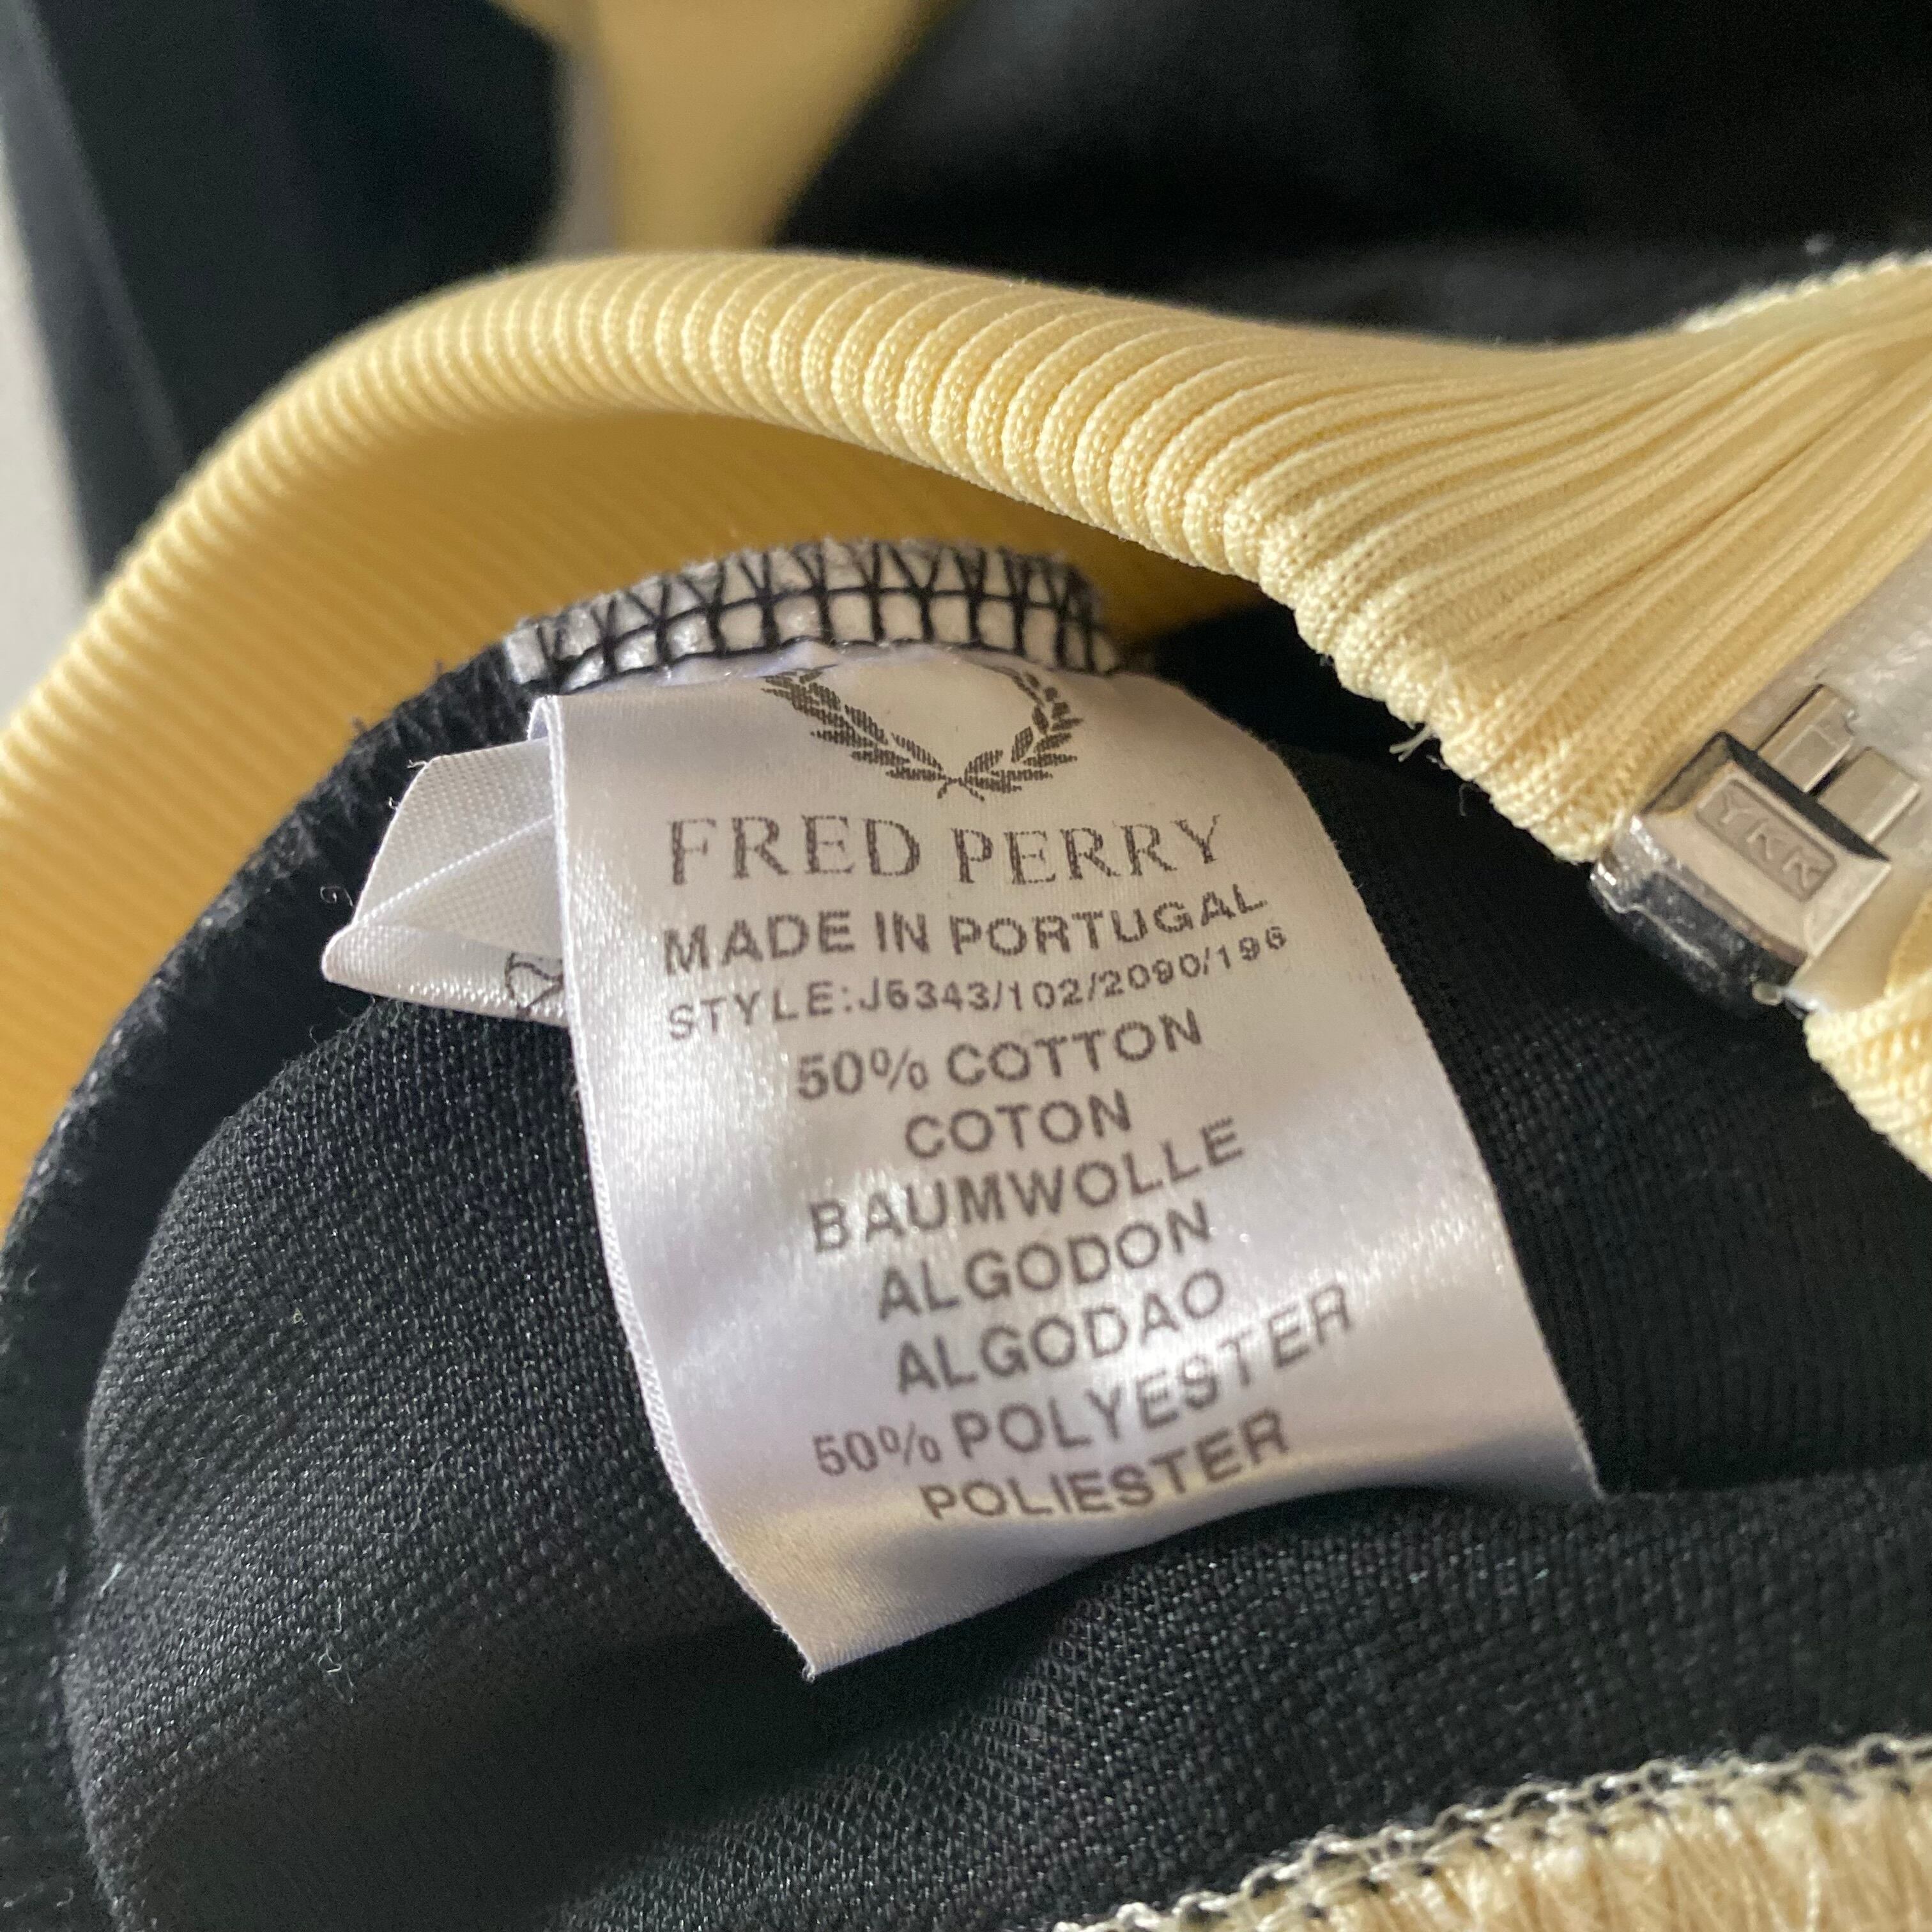 FRED PERRY
MADE IN PORTUGAL
STYLE:J6343/102/2090/196
50% COTTON
COTON
BAUMWOLLE
ALGODON
ALGODAO
50% POLYESTER
POLIESTER
YKK